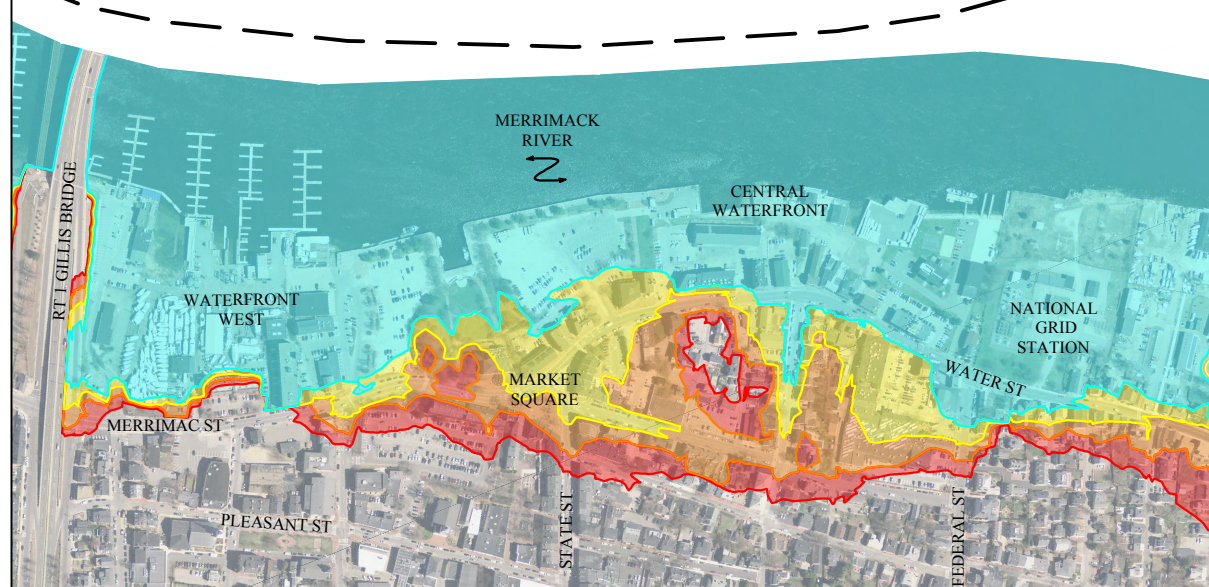 MERRIMACK
RIVER
CENTRAL
WATERFRONT
RT 1 GILLIS BRIDGE
WATERFRONT
WEST
NATIONAL
GRID
STATION
MARKET
SQUARE
WATER ST
MERRIMAC ST
PLEASANT ST
STATE ST
FEDERAL ST